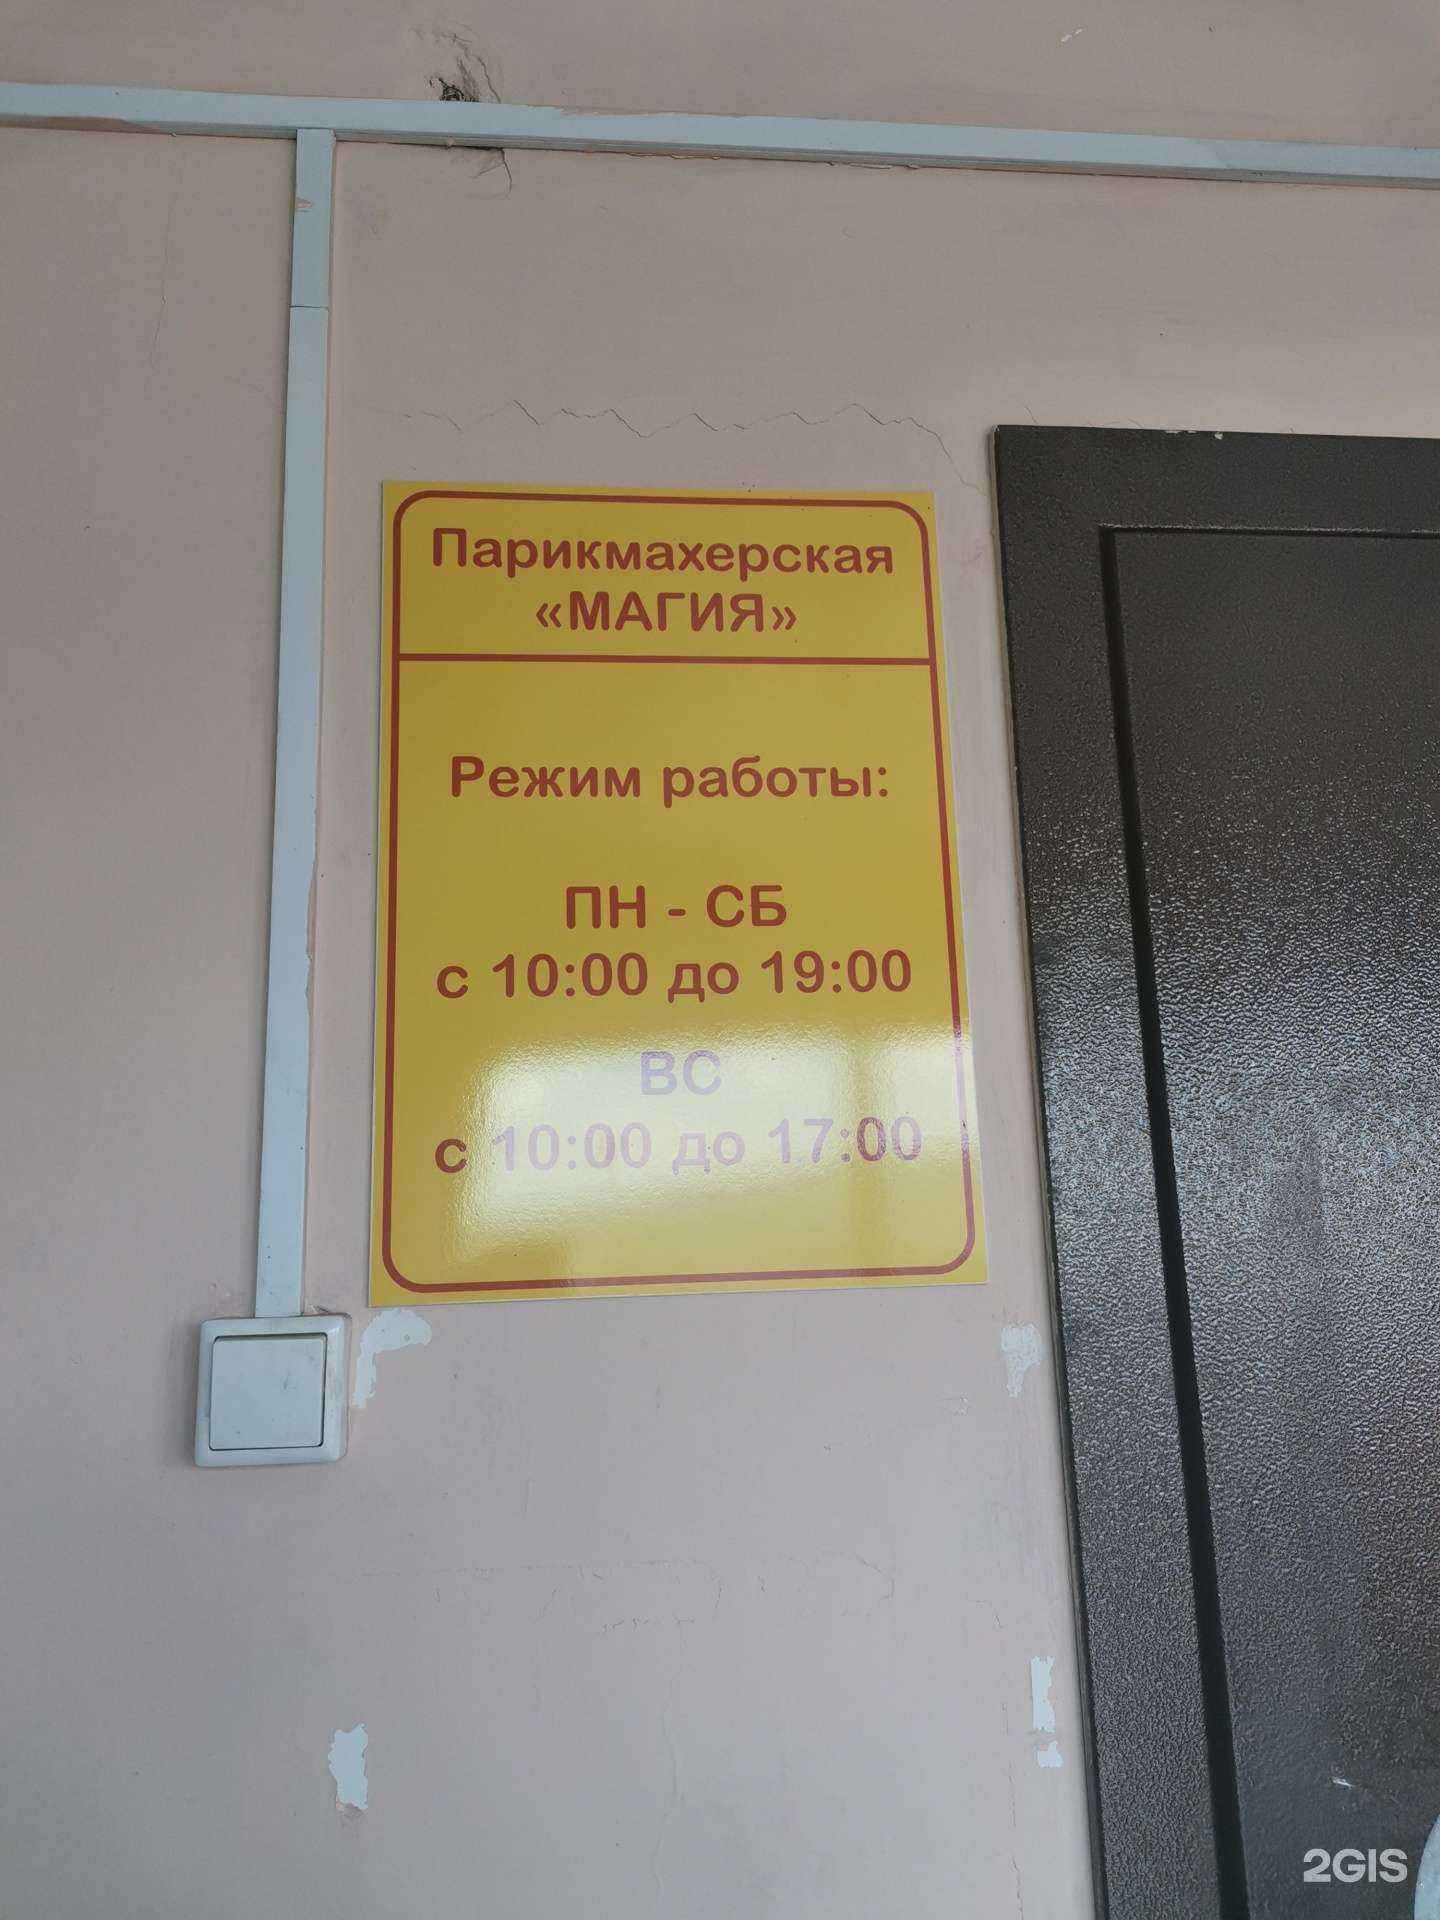 Парикмахерская
«МАГИЯ»
Режим работы:
ПН - СБ
с 10:00 до 19:00
ВС
с 10:00 до 17:00
2GIS